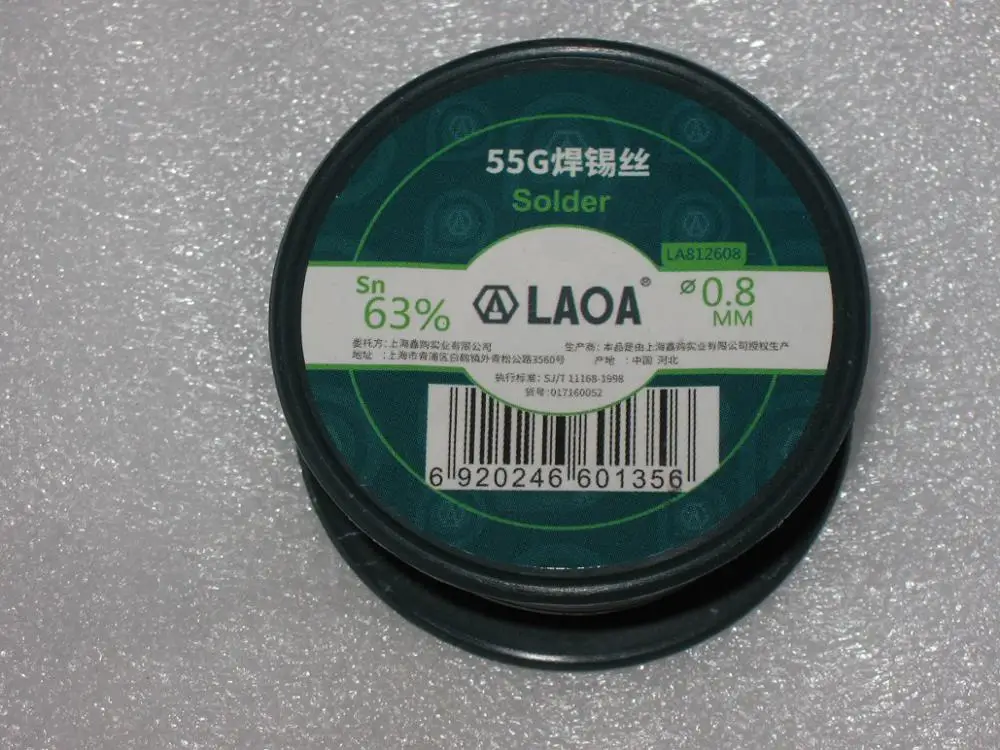 55G焊锡丝
Solder
LA812608
Sn
63%
LAOA®
⌀0.8
MM
委托方:上海鑫购实业有限公司
生产商:本品是由上海鑫购实业有限公司授权生产
地址 :上海市青浦区白鹤镇外青松公路3560号
产地 :中国 河北
执行标准:SJ/T 11168-1998
货号:017160052
6 920246 601356